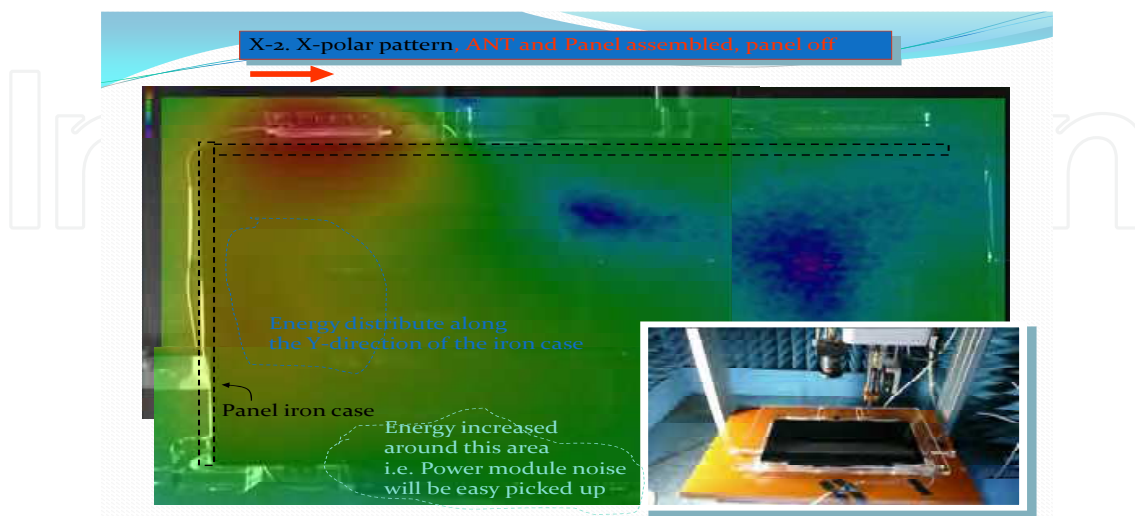 X-2. X-polar pattern, ANT and Panel assembled, panel off
Energy distribute along
the Y-direction of the iron case
Panel iron case
Energy increased
around this area
i.e. Power module noise
will be easy picked up